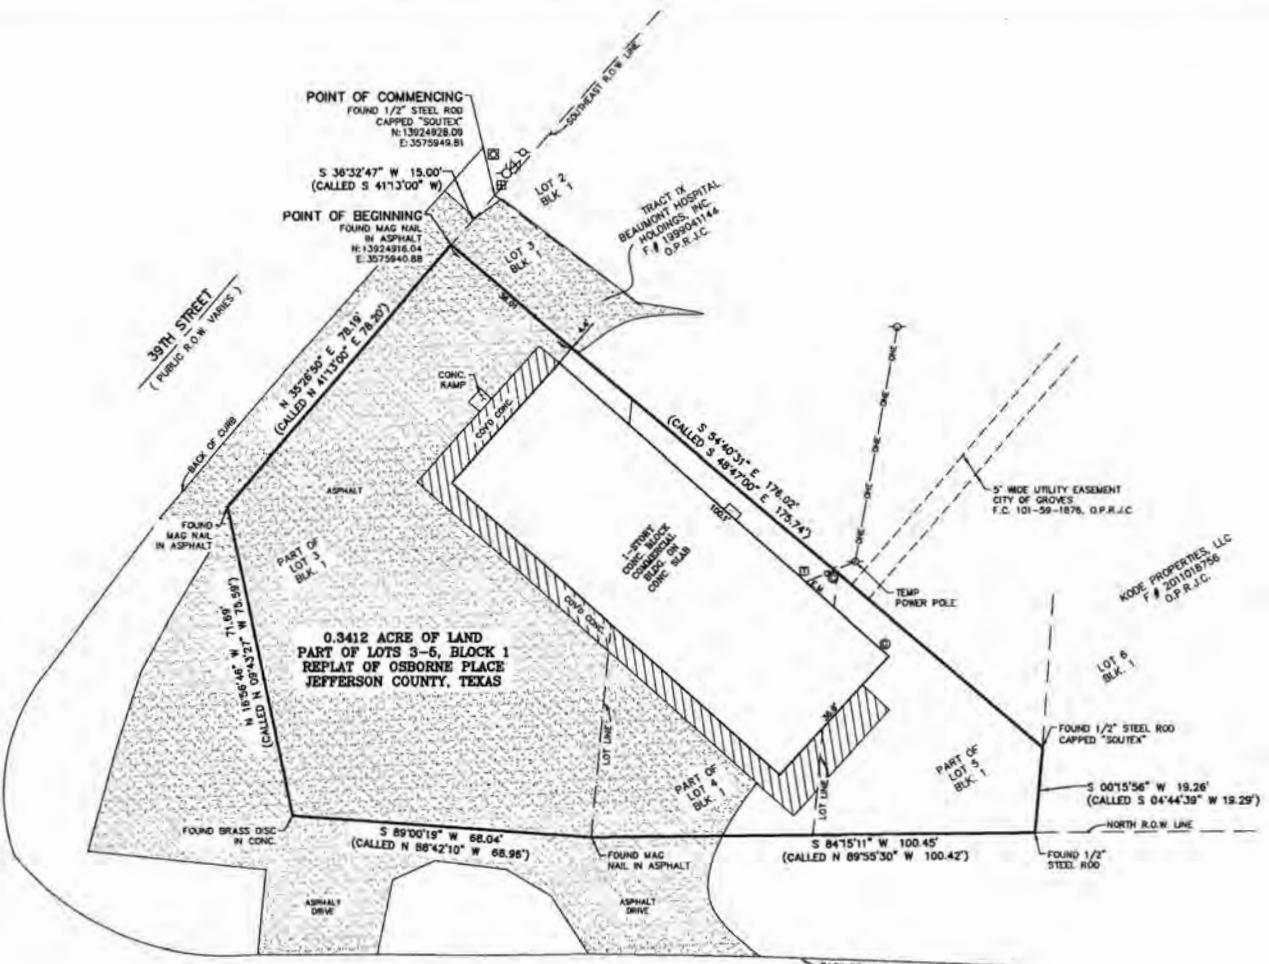 POINT OF COMMENCING
FOUND 1/2" STEEL ROD
CAPPED "SOUTEX"
N:13924928.09
E:3575949.81
SOUTHEAST R.O.W. LINE
S 36°32'47" W 15.00'
(CALLED S 41°13'00" W)
POINT OF BEGINNING
FOUND MAG NAIL
IN ASPHALT
N:13924916.04
E:3575940.88
LOT 2
BLK 1
LOT 3
BLK. 1
TRACT IX
BEAUMONT HOSPITAL
HOLDINGS, INC.
F.# 1999041144
O.P.R.J.C.
39TH STREET
( PUBLIC R.O.W. VARIES )
N 35°26'50" E 78.19'
(CALLED N 41°13'00" E 78.20')
BACK OF CURB
CONC.
RAMP
COV'D CONC.
4.4'
ASPHALT
S 54°40'31" E 176.02'
(CALLED S 48°47'00" E 175.74')
100.1'
1-STORY
CONC. BLOCK
COMMERCIAL
BLDG. ON
CONC. SLAB
OHE
OHE
OHE
5' WIDE UTILITY EASEMENT
CITY OF GROVES
F.C. 101-59-1876, O.P.R.J.C.
TEMP
POWER POLE
E.M.
KODE PROPERTIES, LLC
F.# 2011018756
O.P.R.J.C.
LOT 6
BLK. 1
FOUND
MAG NAIL
IN ASPHALT
PART OF
LOT 3
BLK. 1
COV'D CONC.
N 16°56'46" W 71.69'
(CALLED N 09°43'27" W 75.59')
0.3412 ACRE OF LAND
PART OF LOTS 3-5, BLOCK 1
REPLAT OF OSBORNE PLACE
JEFFERSON COUNTY, TEXAS
36.8'
LOT LINE
PART OF
LOT 4
BLK. 1
LOT LINE
PART OF
LOT 5
BLK. 1
FOUND 1/2" STEEL ROD
CAPPED "SOUTEX"
S 00°15'56" W 19.26'
(CALLED S 04°44'39" W 19.29')
NORTH R.O.W. LINE
FOUND BRASS DISC
IN CONC.
S 89°00'19" W 68.04'
(CALLED N 88°42'10" W 68.96')
FOUND MAG
NAIL IN ASPHALT
S 84°15'11" W 100.45'
(CALLED N 89°55'30" W 100.42')
FOUND 1/2"
STEEL ROD
ASPHALT
DRIVE
ASPHALT
DRIVE